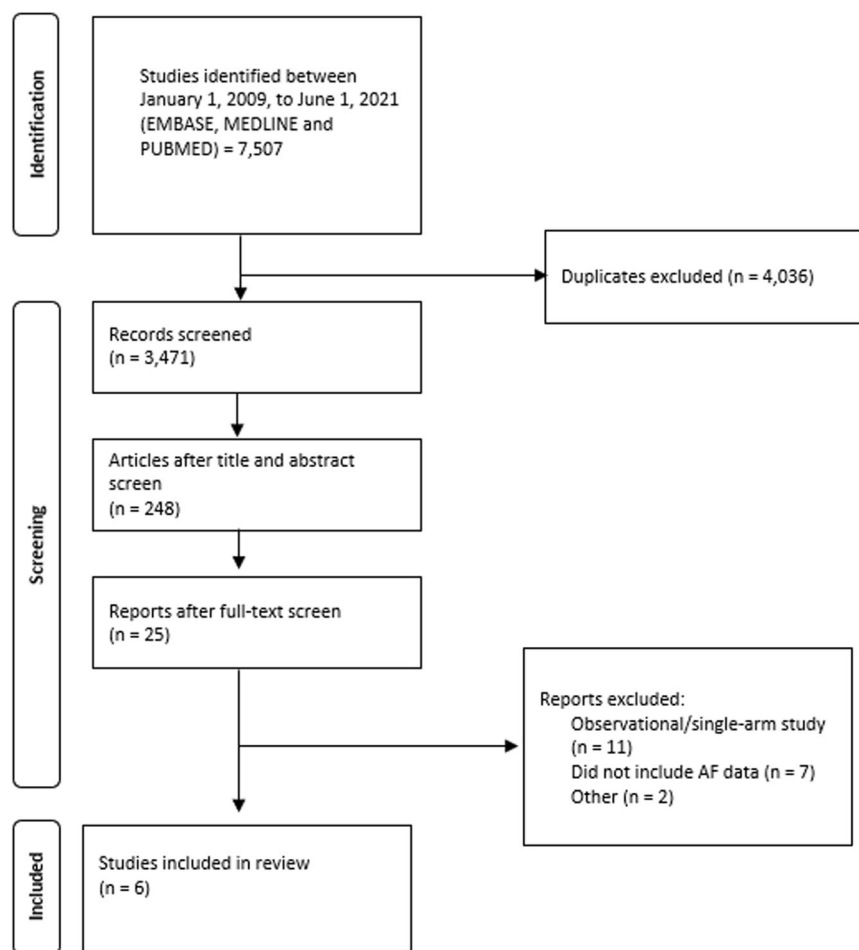 Identification
Studies identified between
January 1, 2009, to June 1, 2021
(EMBASE, MEDLINE and
PUBMED) = 7,507
Duplicates excluded (n = 4,036)
Screening
Records screened
(n = 3,471)
Articles after title and abstract
screen
(n = 248)
Reports after full-text screen
(n = 25)
Reports excluded:
Observational/single-arm study
(n = 11)
Did not include AF data (n = 7)
Other (n = 2)
Included
Studies included in review
(n = 6)